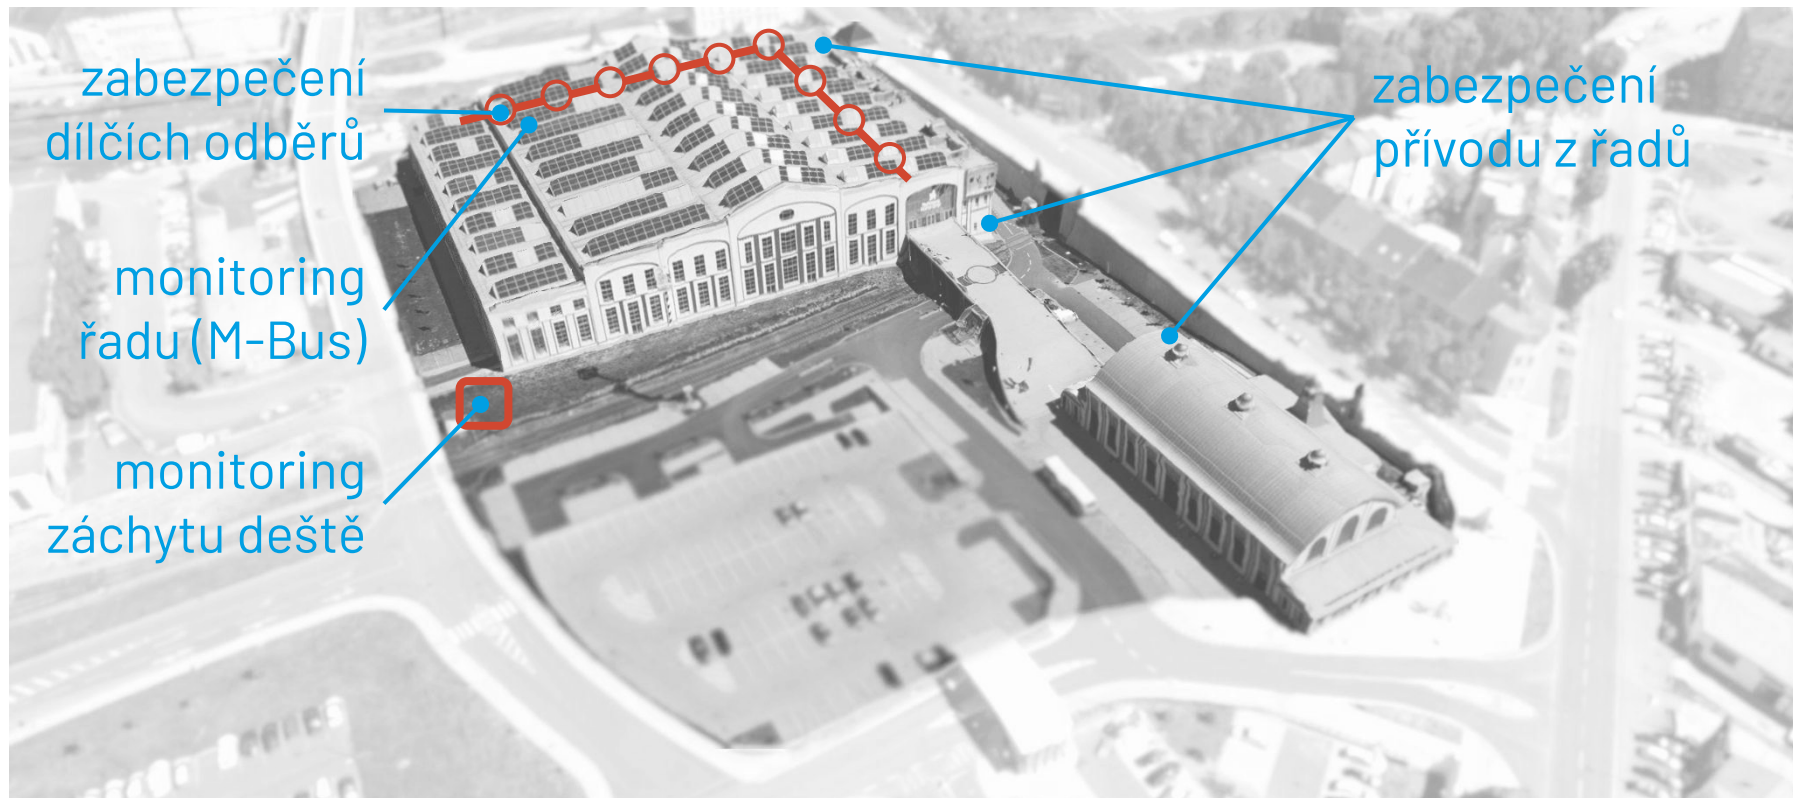 zabezpečení
dílčích odběrů
monitoring
řadu (M-Bus)
monitoring
záchytu deště
zabezpečení
přívodu z řadů